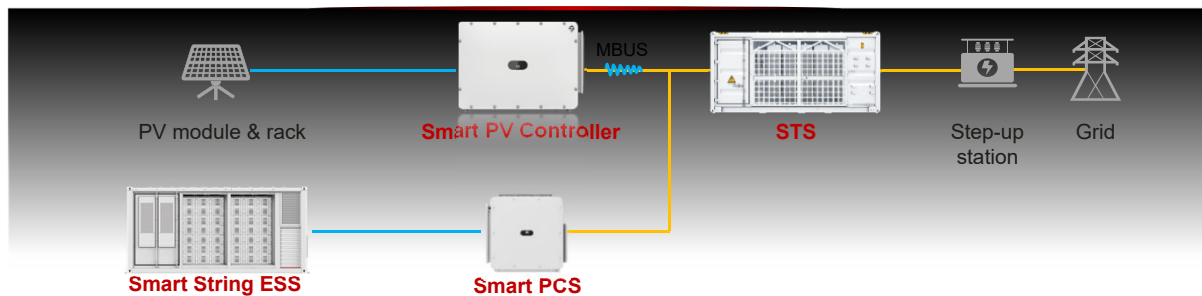 MBUS
PV module & rack
Smart PV Controller
STS
Step-up
station
Grid
Smart String ESS
Smart PCS